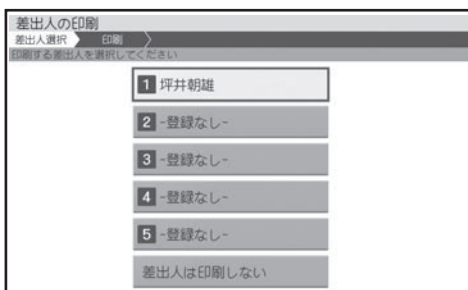 差出人の印刷
差出人選択 印刷
印刷する差出人を選択してください
1 坪井朝雄
2 -登録なし-
3 -登録なし-
4 -登録なし-
5 -登録なし-
差出人は印刷しない